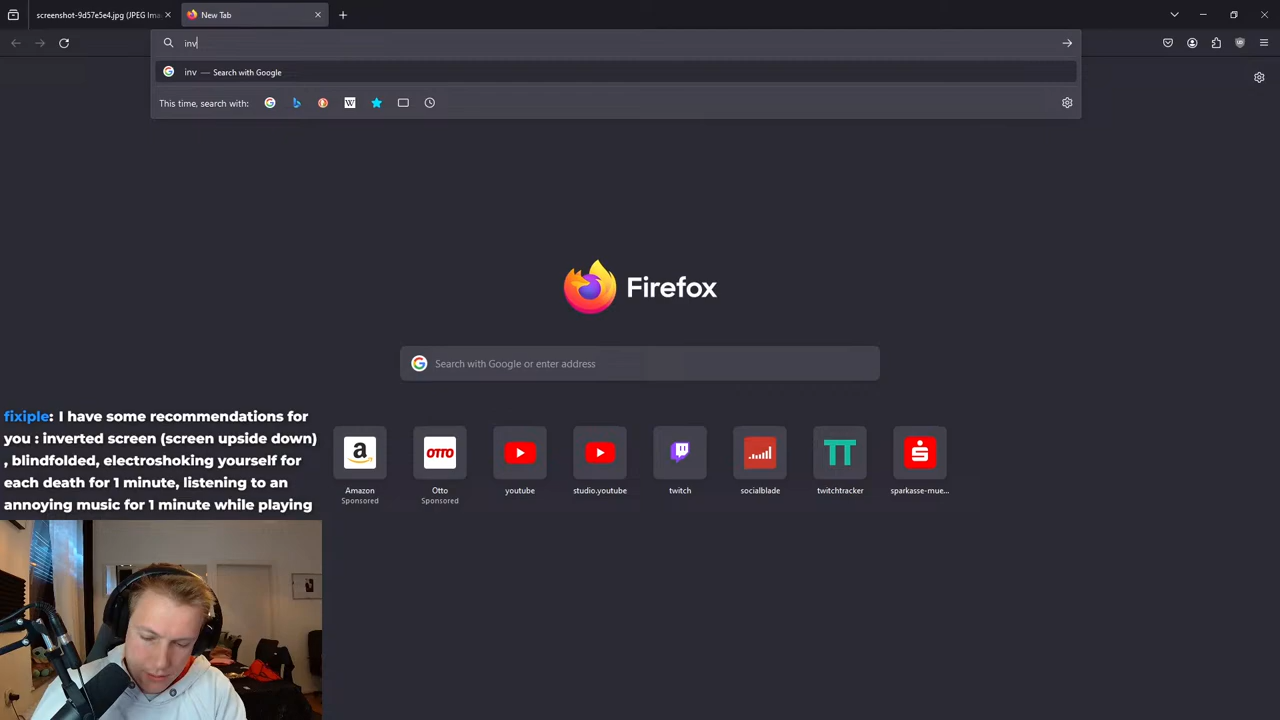 screenshot-9d57e5e4.jpg (JPEG Ima
New Tab
inv
inv — Search with Google
This time, search with:
Firefox
Search with Google or enter address
fixiple: I have some recommendations for
you : inverted screen (screen upside down)
, blindfolded, electroshoking yourself for
each death for 1 minute, listening to an
annoying music for 1 minute while playing
Amazon
Sponsored
OTTO
Otto
Sponsored
youtube
studio.youtube
twitch
socialblade
TT
twitchtracker
sparkasse-mue...